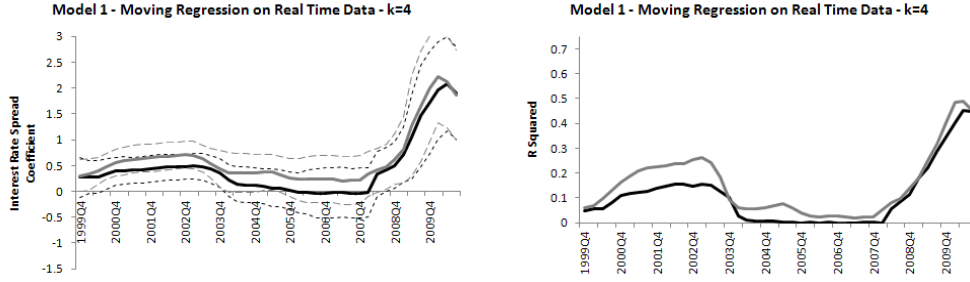 Model 1 - Moving Regression on Real Time Data - k=4
Interest Rate Spread
Coefficient
3
2.5
2
1.5
1
0.5
0
-0.5
-1
-1.5
1999Q4
2000Q4
2001Q4
2002Q4
2003Q4
2004Q4
2005Q4
2006Q4
2007Q4
2008Q4
2009Q4
Model 1 - Moving Regression on Real Time Data - k=4
R Squared
0.7
0.6
0.5
0.4
0.3
0.2
0.1
0
1999Q4
2000Q4
2001Q4
2002Q4
2003Q4
2004Q4
2005Q4
2006Q4
2007Q4
2008Q4
2009Q4